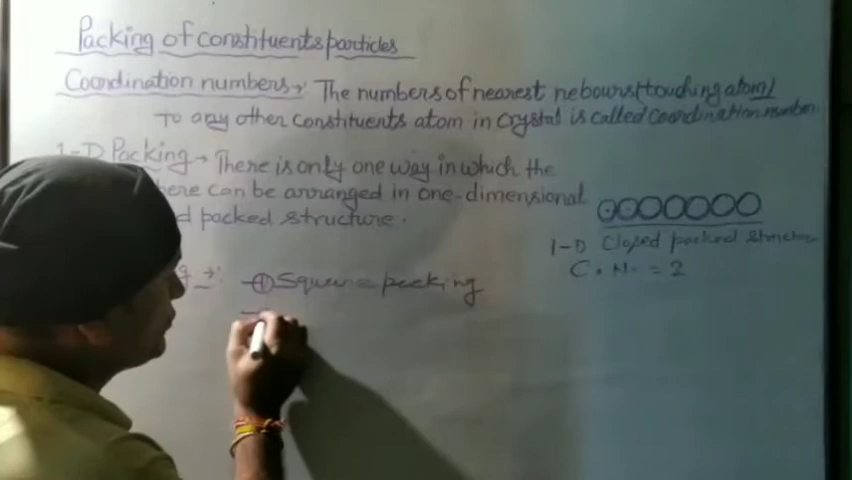 Packing of constituents particles
Coordination numbers → The numbers of nearest nebours (touching atom)
To any other constituents atom in crystal is called coordination number
1-D Packing → There is only one way in which the
here can be arranged in one-dimensional
d packed structure.
1-D Closed packed structure
C. N. = 2
g → ① Square packing